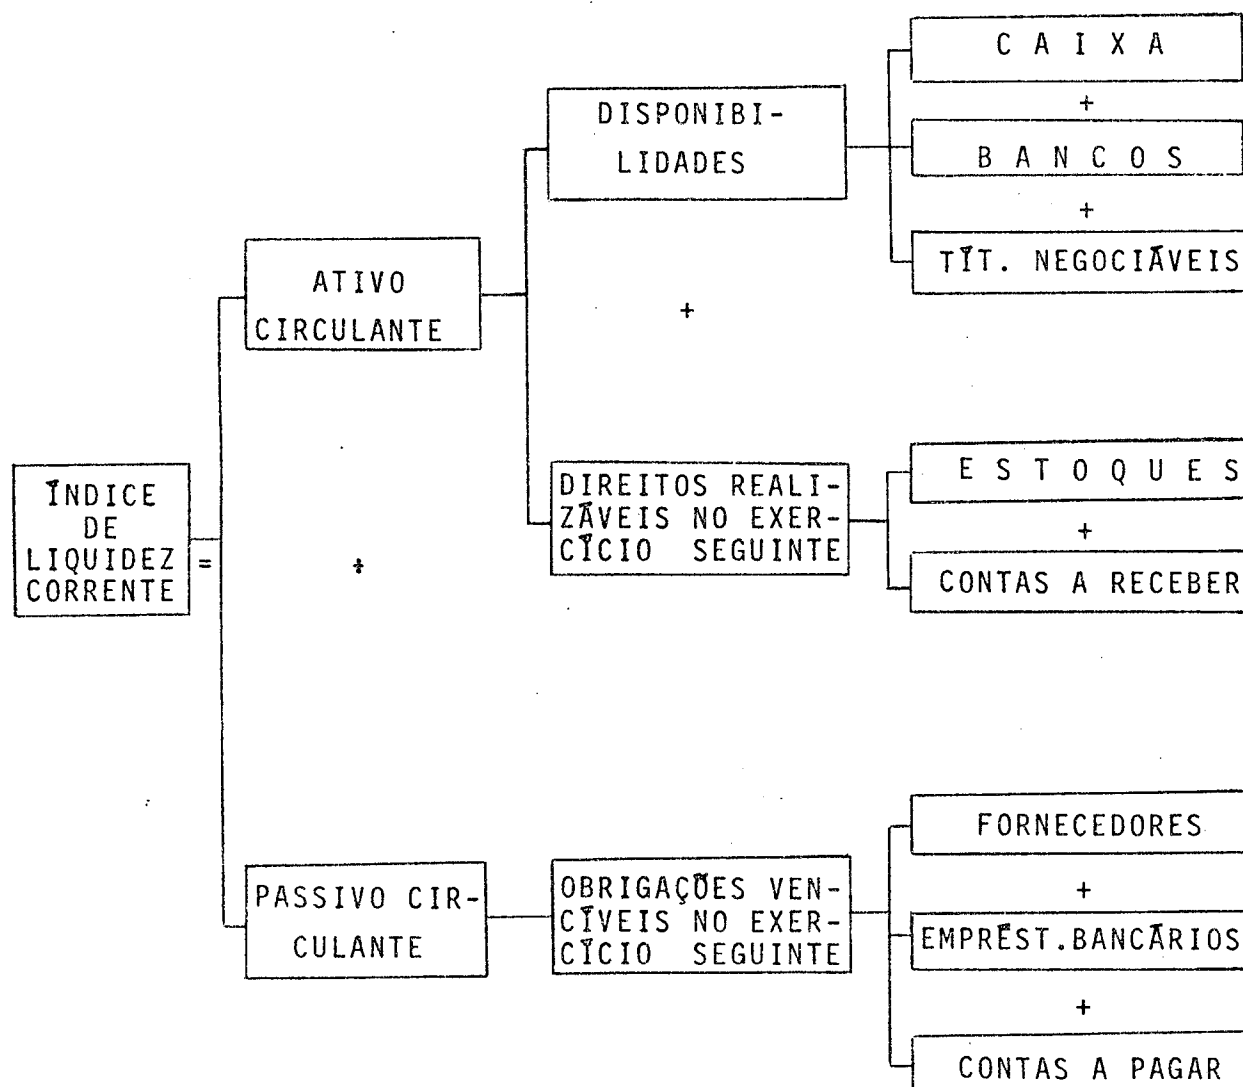 C A I X A
+
DISPONIBI-
LIDADES
B A N C O S
+
TÍT. NEGOCIÁVEIS
ATIVO
CIRCULANTE
+
ÍNDICE
DE
LIQUIDEZ
CORRENTE
=
÷
DIREITOS REALI-
ZÁVEIS NO EXER-
CÍCIO SEGUINTE
E S T O Q U E S
+
CONTAS A RECEBER
PASSIVO CIR-
CULANTE
OBRIGAÇÕES VEN-
CÍVEIS NO EXER-
CÍCIO SEGUINTE
FORNECEDORES
+
EMPRÉST.BANCÁRIOS
+
CONTAS A PAGAR